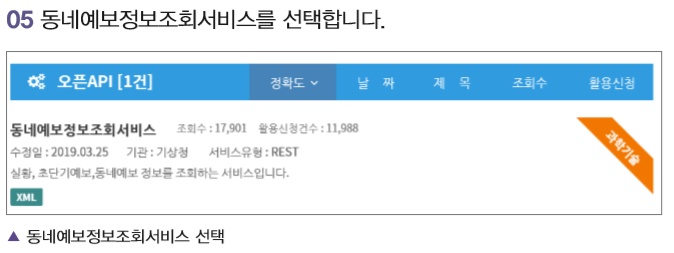 05 동네예보정보조회서비스를 선택합니다.
오픈API [1건] 정확도 날 짜 제 목 조회수 활용신청
동네예보정보조회서비스 조회수 : 17,901 활용신청건수 : 11,988
수정일 : 2019.03.25 기관 : 기상청 서비스유형 : REST
실황, 초단기예보,동네예보 정보를 조회하는 서비스입니다.
과학기술
XML
▲ 동네예보정보조회서비스 선택